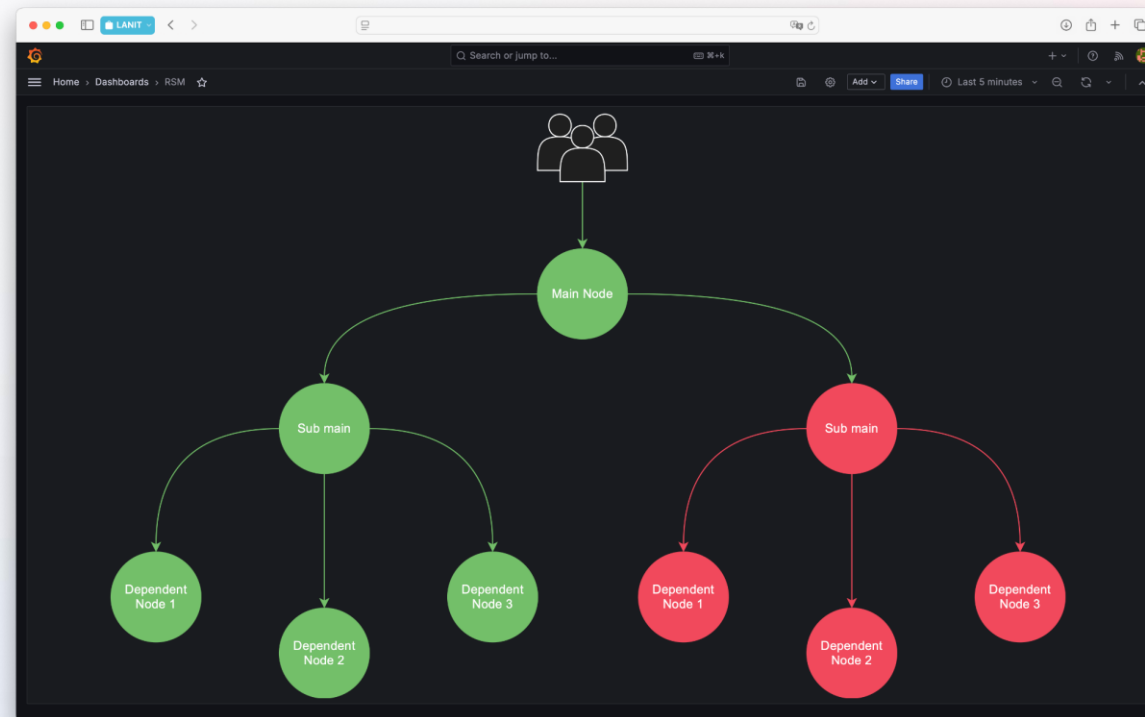 LANIT
Search or jump to...
⌘+k
Home › Dashboards › RSM
Add
Share
Last 5 minutes
Main Node
Sub main
Sub main
Dependent
Node 1
Dependent
Node 3
Dependent
Node 1
Dependent
Node 3
Dependent
Node 2
Dependent
Node 2